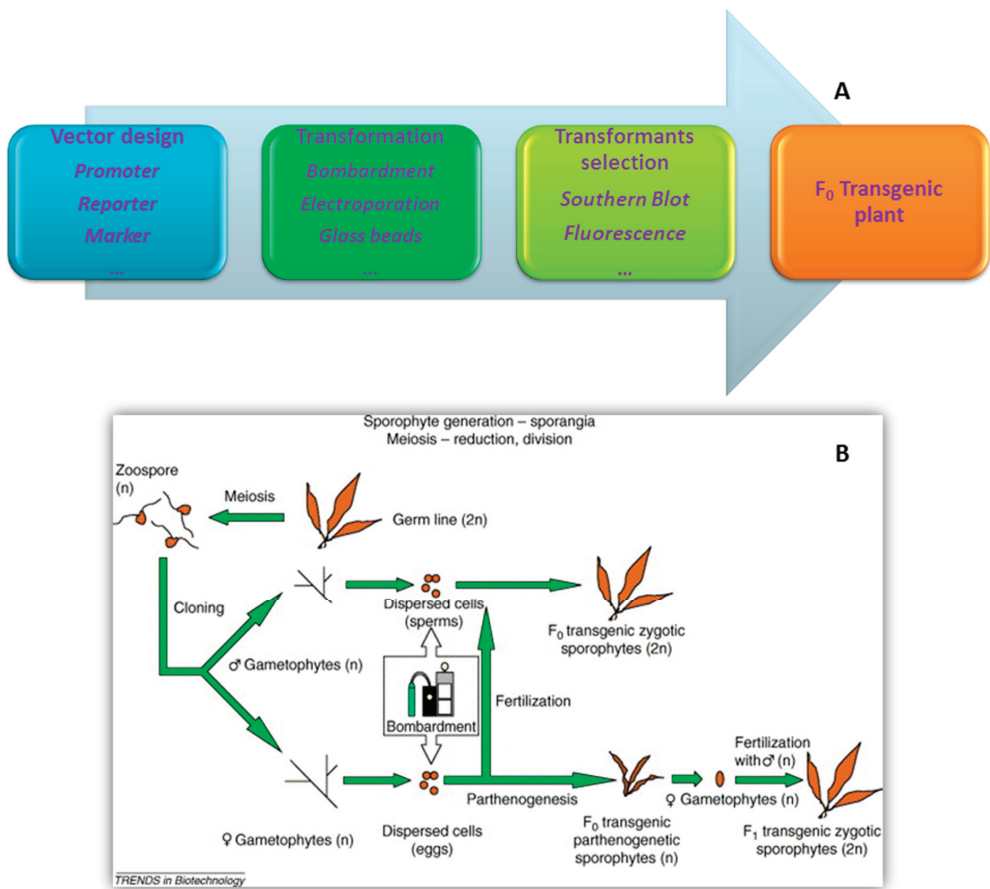 A
Vector design
Promoter
Reporter
Marker
...
Transformation
Bombardment
Electroporation
Glass beads
...
Transformants
selection
Southern Blot
Fluorescence
...
F₀ Transgenic
plant
Sporophyte generation – sporangia
Meiosis – reduction, division
B
Zoospore
(n)
Meiosis
Germ line (2n)
Cloning
Dispersed cells
(sperms)
F₀ transgenic zygotic
sporophytes (2n)
♂ Gametophytes (n)
Bombardment
Fertilization
Fertilization
with ♂ (n)
Parthenogenesis
♀ Gametophytes (n)
♀ Gametophytes (n)
Dispersed cells
(eggs)
F₀ transgenic
parthenogenetic
sporophytes (n)
F₁ transgenic zygotic
sporophytes (2n)
TRENDS in Biotechnology